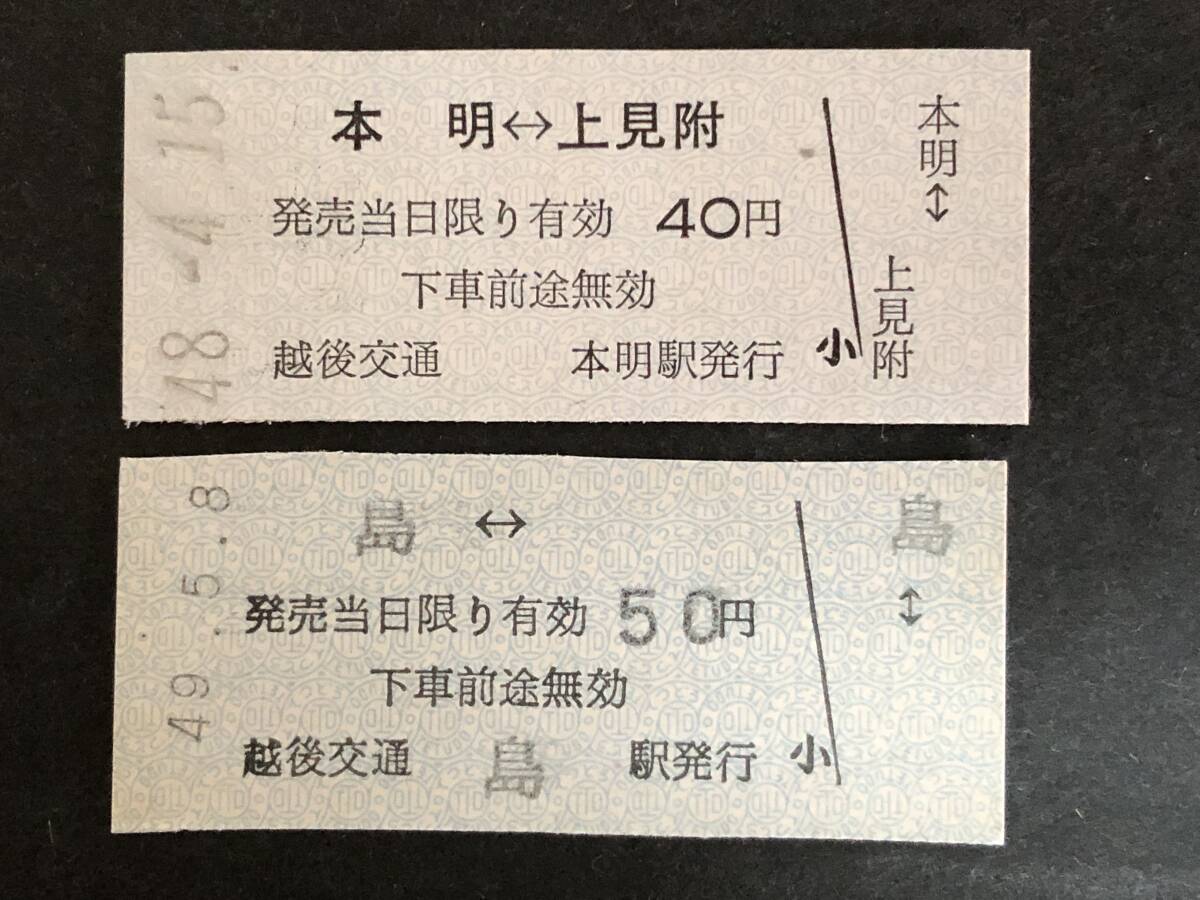 48-4.15
本 明↔上見附
発売当日限り有効 40円
下車前途無効
越後交通 本明駅発行 小
本明↕
上見附
49.5.8
島 ↔
発売当日限り有効 50円
下車前途無効
越後交通 島 駅発行 小
島
↕